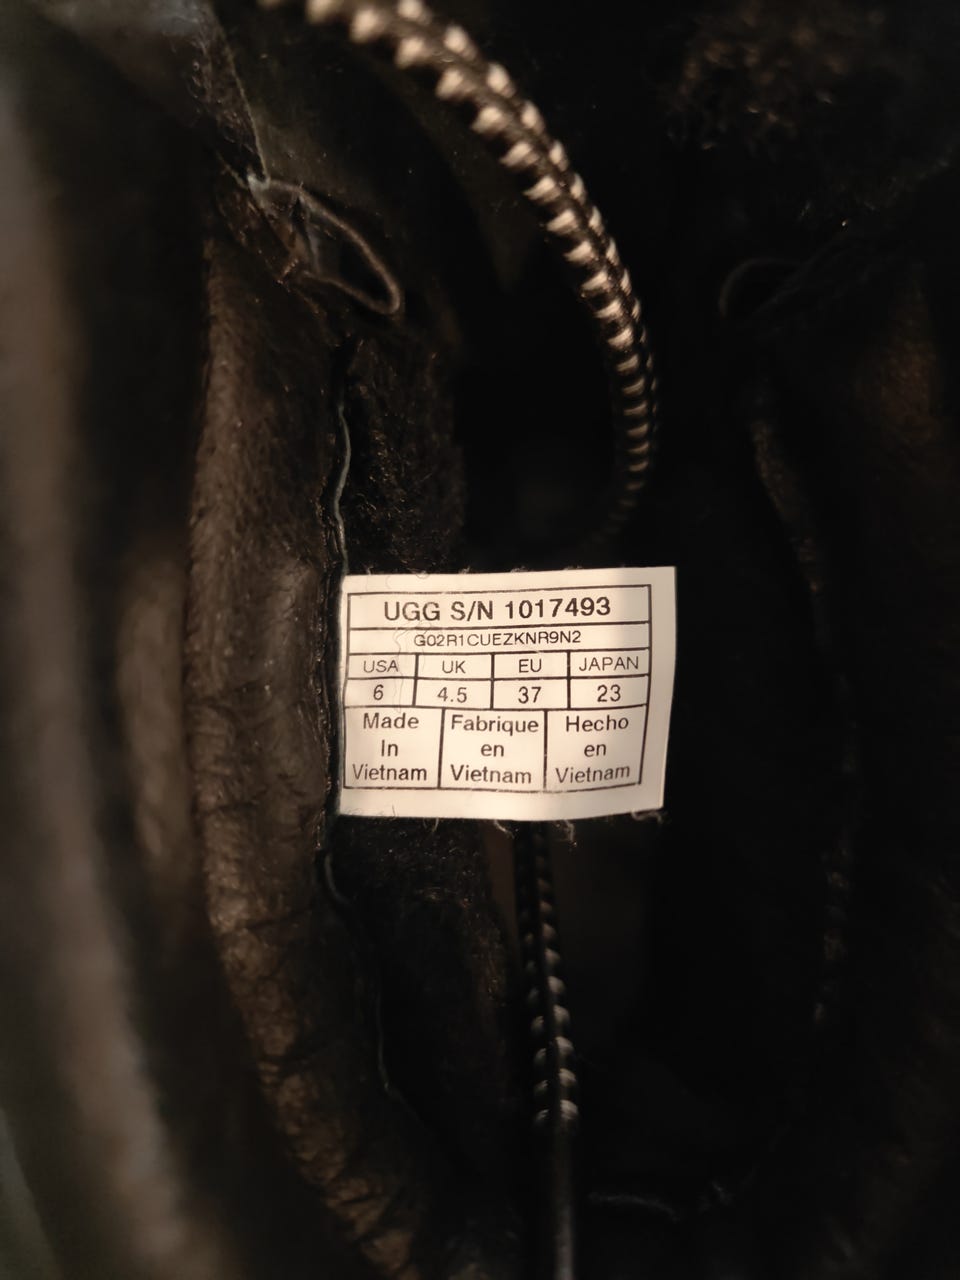 UGG S/N 1017493
G02R1CUEZKNR9N2
USA UK EU JAPAN
6 4.5 37 23
Made Fabrique Hecho
In en en
Vietnam Vietnam Vietnam